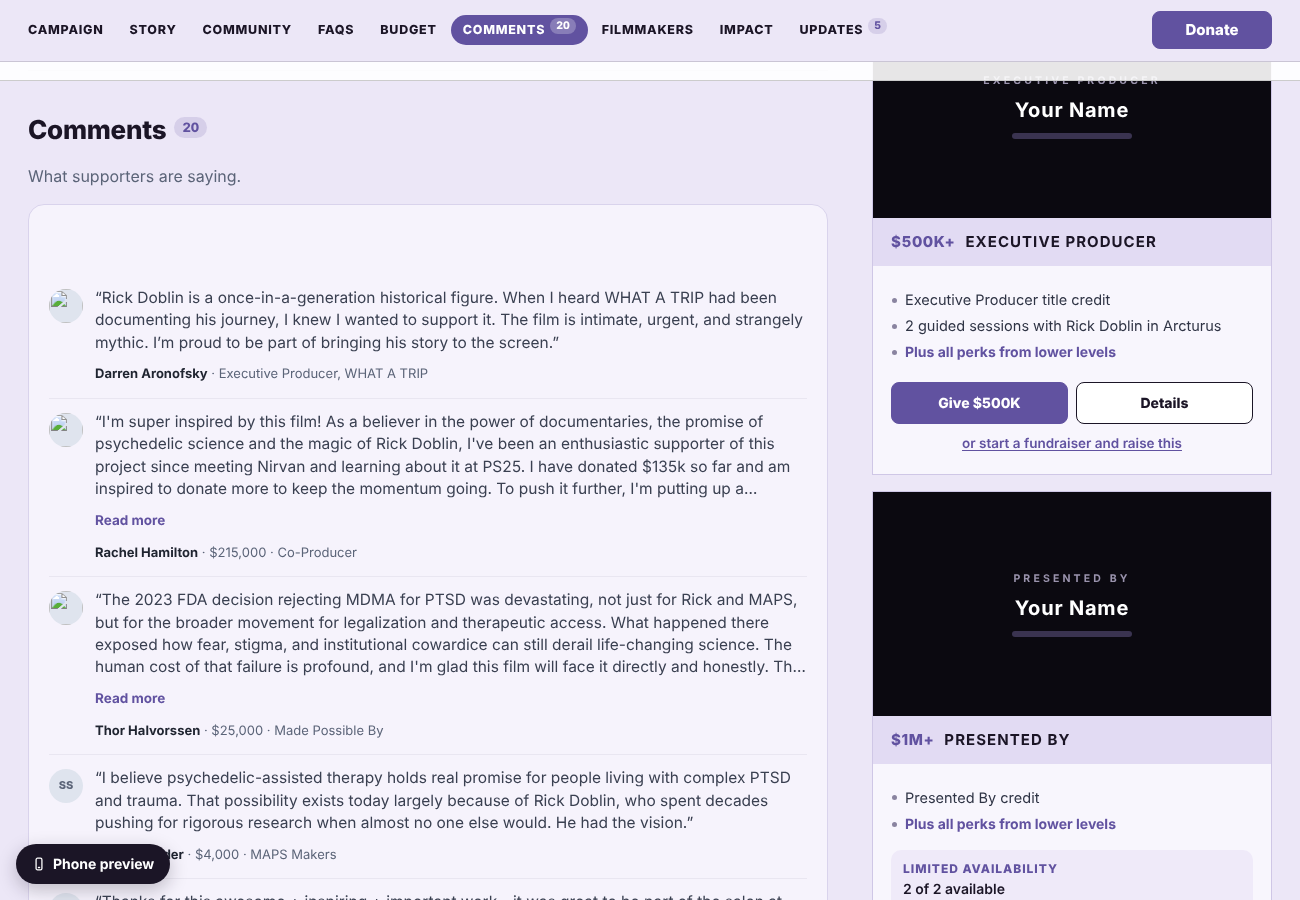 CAMPAIGN STORY COMMUNITY FAQS BUDGET COMMENTS 20 FILMMAKERS IMPACT UPDATES 5 Donate
Comments 20
What supporters are saying.
“Rick Doblin is a once-in-a-generation historical figure. When I heard WHAT A TRIP had been
documenting his journey, I knew I wanted to support it. The film is intimate, urgent, and strangely
mythic. I’m proud to be part of bringing his story to the screen.”
Darren Aronofsky · Executive Producer, WHAT A TRIP
“I'm super inspired by this film! As a believer in the power of documentaries, the promise of
psychedelic science and the magic of Rick Doblin, I've been an enthusiastic supporter of this
project since meeting Nirvan and learning about it at PS25. I have donated $135k so far and am
inspired to donate more to keep the momentum going. To push it further, I'm putting up a…
Read more
Rachel Hamilton · $215,000 · Co-Producer
“The 2023 FDA decision rejecting MDMA for PTSD was devastating, not just for Rick and MAPS,
but for the broader movement for legalization and therapeutic access. What happened there
exposed how fear, stigma, and institutional cowardice can still derail life-changing science. The
human cost of that failure is profound, and I'm glad this film will face it directly and honestly. Th…
Read more
Thor Halvorssen · $25,000 · Made Possible By
SS
“I believe psychedelic-assisted therapy holds real promise for people living with complex PTSD
and trauma. That possibility exists today largely because of Rick Doblin, who spent decades
pushing for rigorous research when almost no one else would. He had the vision.”
· $4,000 · MAPS Makers
Phone preview
EXECUTIVE PRODUCER
Your Name
$500K+ EXECUTIVE PRODUCER
Executive Producer title credit
2 guided sessions with Rick Doblin in Arcturus
Plus all perks from lower levels
Give $500K Details
or start a fundraiser and raise this
PRESENTED BY
Your Name
$1M+ PRESENTED BY
Presented By credit
Plus all perks from lower levels
LIMITED AVAILABILITY
2 of 2 available